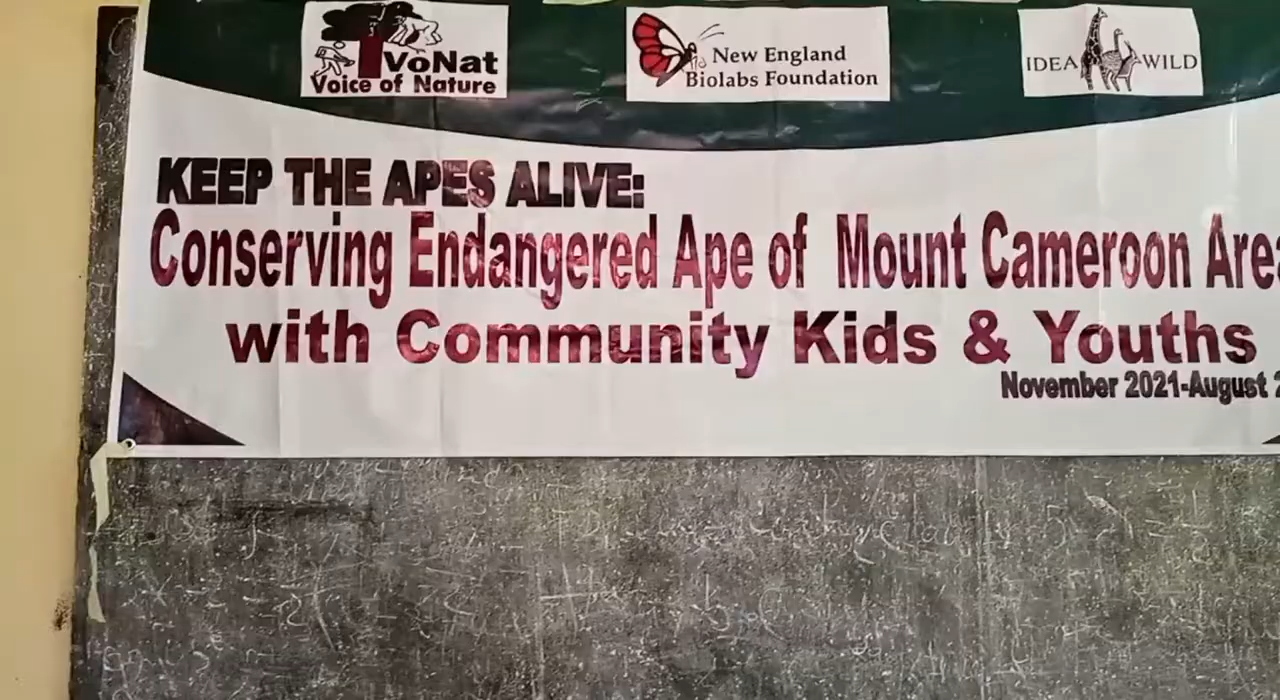 VoNat
Voice of Nature
New England
Biolabs Foundation
IDEA WILD
KEEP THE APES ALIVE:
Conserving Endangered Ape of Mount Cameroon
with Community Kids & Youths
November 2021-August